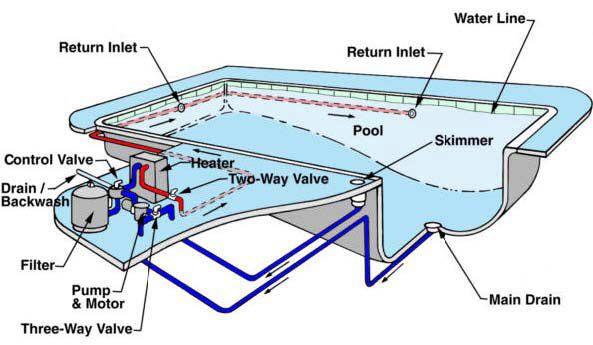 Water Line
Return Inlet
Return Inlet
Pool
Skimmer
Control Valve
Heater
Drain /
Backwash
Two-Way Valve
Filter
Pump
& Motor
Main Drain
Three-Way Valve